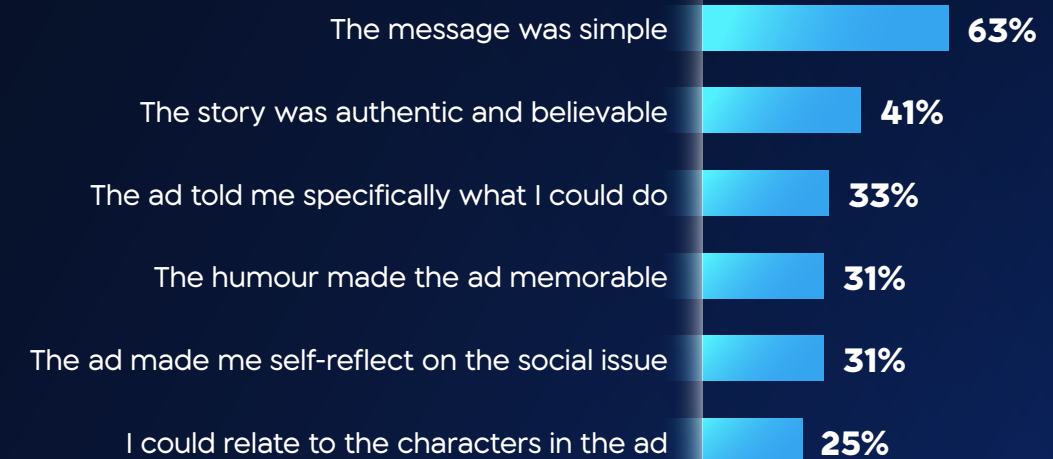 The message was simple 63%
The story was authentic and believable 41%
The ad told me specifically what I could do 33%
The humour made the ad memorable 31%
The ad made me self-reflect on the social issue 31%
I could relate to the characters in the ad 25%